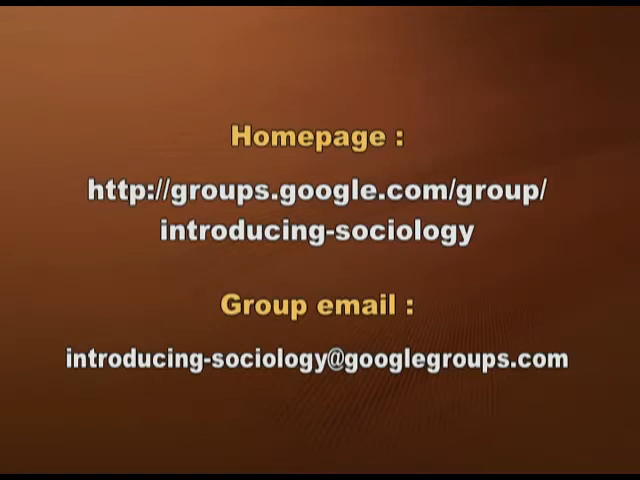 Homepage :
http://groups.google.com/group/
introducing-sociology
Group email :
introducing-sociology@googlegroups.com